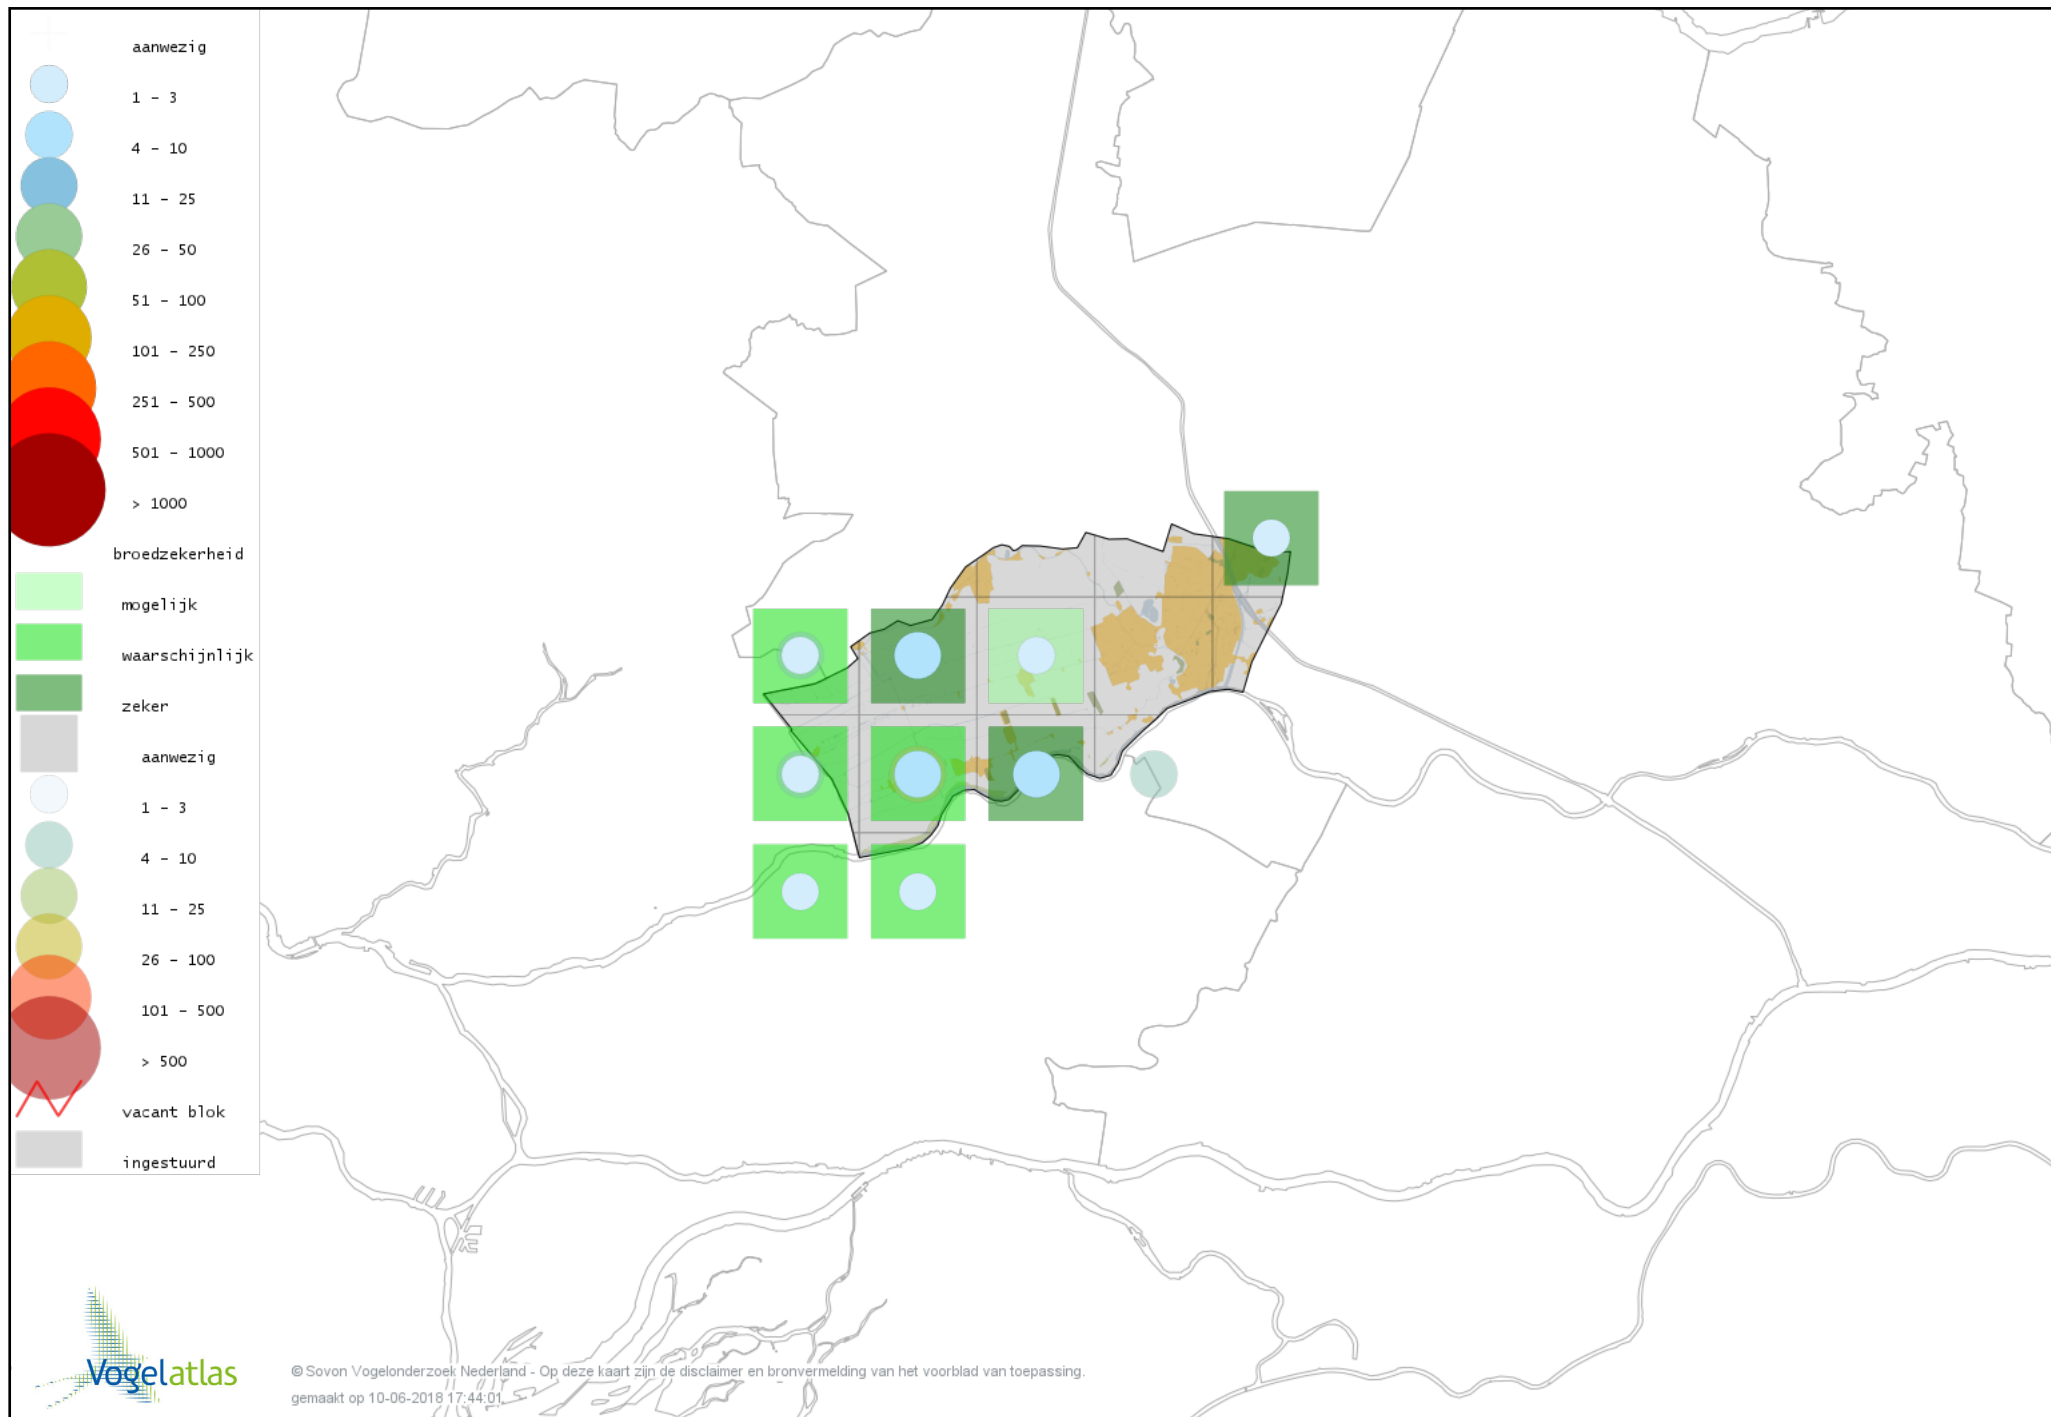 aanwezig
1 - 3
4 - 10
11 - 25
26 - 50
51 - 100
101 - 250
251 - 500
501 - 1000
> 1000
broedzekerheid
mogelijk
waarschijnlijk
zeker
aanwezig
1 - 3
4 - 10
11 - 25
26 - 100
101 - 500
> 500
vacant blok
ingestuurd
Vogelatlas
© Sovon Vogelonderzoek Nederland - Op deze kaart zijn de disclaimer en bronvermelding van het voorblad van toepassing.
gemaakt op 10-06-2018 17:44:01